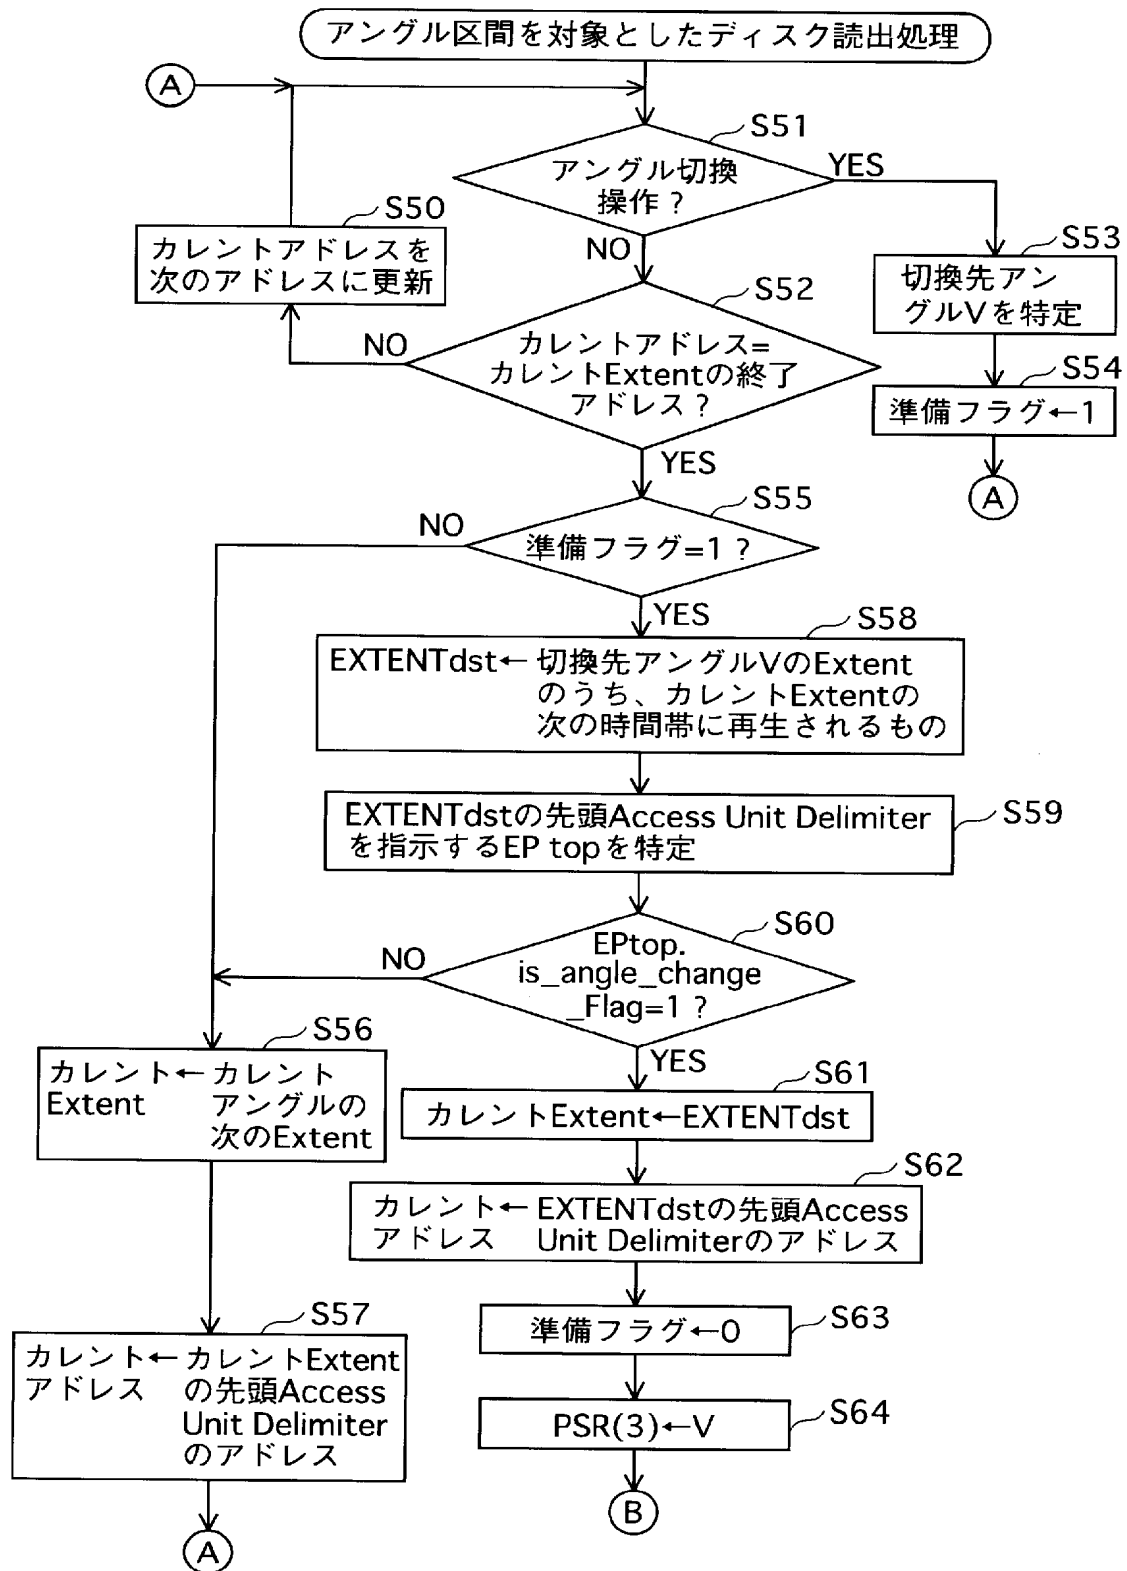 アングル区間を対象としたディスク読出処理
A
S51
アングル切換
操作？
YES
NO
S50
カレントアドレスを
次のアドレスに更新
S53
切換先アン
グルVを特定
S52
カレントアドレス=
カレントExtentの終了
アドレス？
NO
YES
S54
準備フラグ←1
A
S55
準備フラグ=1？
NO
YES
S58
EXTENTdst← 切換先アングルVのExtent
のうち、カレントExtentの
次の時間帯に再生されるもの
S59
EXTENTdstの先頭Access Unit Delimiter
を指示するEP topを特定
S60
EPtop.
is_angle_change
_Flag=1？
NO
YES
S56
カレント← カレント
Extent アングルの
次のExtent
S61
カレントExtent←EXTENTdst
S62
カレント← EXTENTdstの先頭Access
アドレス Unit Delimiterのアドレス
S57
カレント← カレントExtent
アドレス の先頭Access
Unit Delimiter
のアドレス
A
S63
準備フラグ←0
S64
PSR(3)←V
B